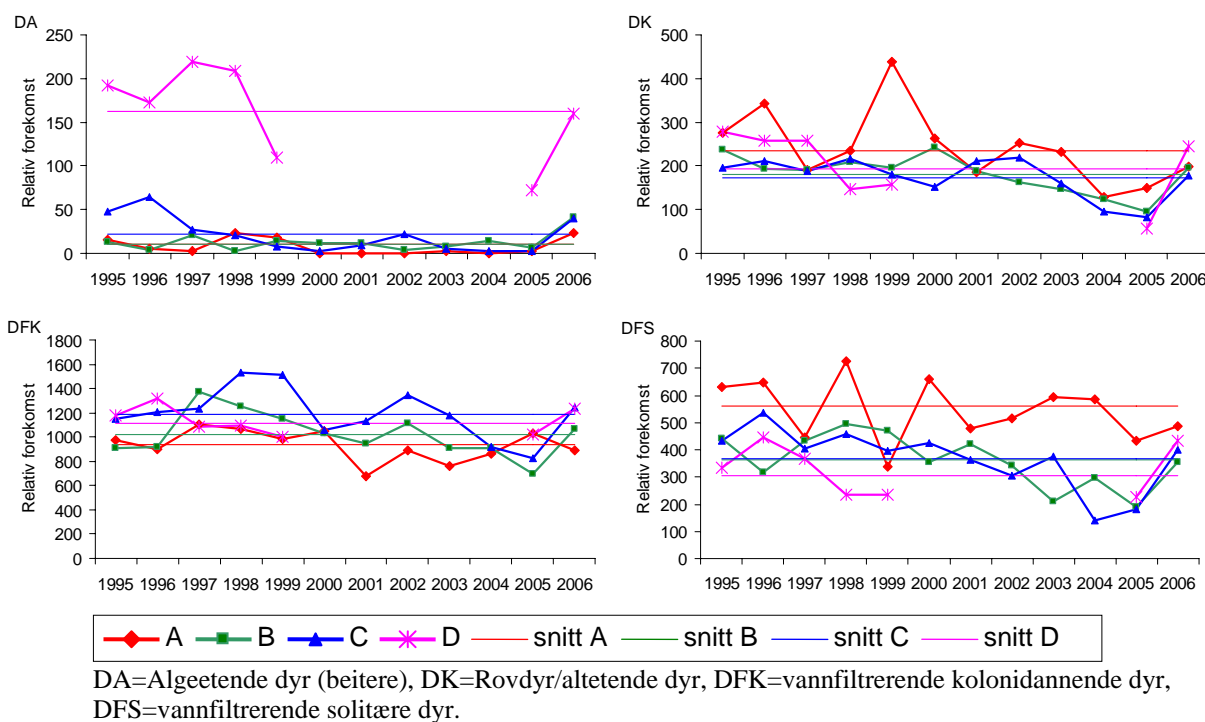 DA
Relativ forekomst
250
200
150
100
50
0
1995 1996 1997 1998 1999 2000 2001 2002 2003 2004 2005 2006
DK
Relativ forekomst
500
400
300
200
100
0
1995 1996 1997 1998 1999 2000 2001 2002 2003 2004 2005 2006
DFK
Relativ forekomst
1800
1600
1400
1200
1000
800
600
400
200
0
1995 1996 1997 1998 1999 2000 2001 2002 2003 2004 2005 2006
DFS
Relativ forekomst
800
700
600
500
400
300
200
100
0
1995 1996 1997 1998 1999 2000 2001 2002 2003 2004 2005 2006
A B C D snitt A snitt B snitt C snitt D
DA=Algeetende dyr (beitere), DK=Rovdyr/altetende dyr, DFK=vannfiltrerende kolonidannende dyr,
DFS=vannfiltrerende solitære dyr.